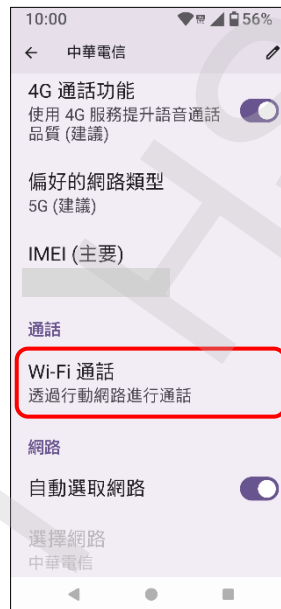 10:00
56%
中華電信
4G 通話功能
使用 4G 服務提升語音通話
品質 (建議)
偏好的網路類型
5G (建議)
IMEI (主要)
通話
Wi-Fi 通話
透過行動網路進行通話
網路
自動選取網路
選擇網路
中華電信